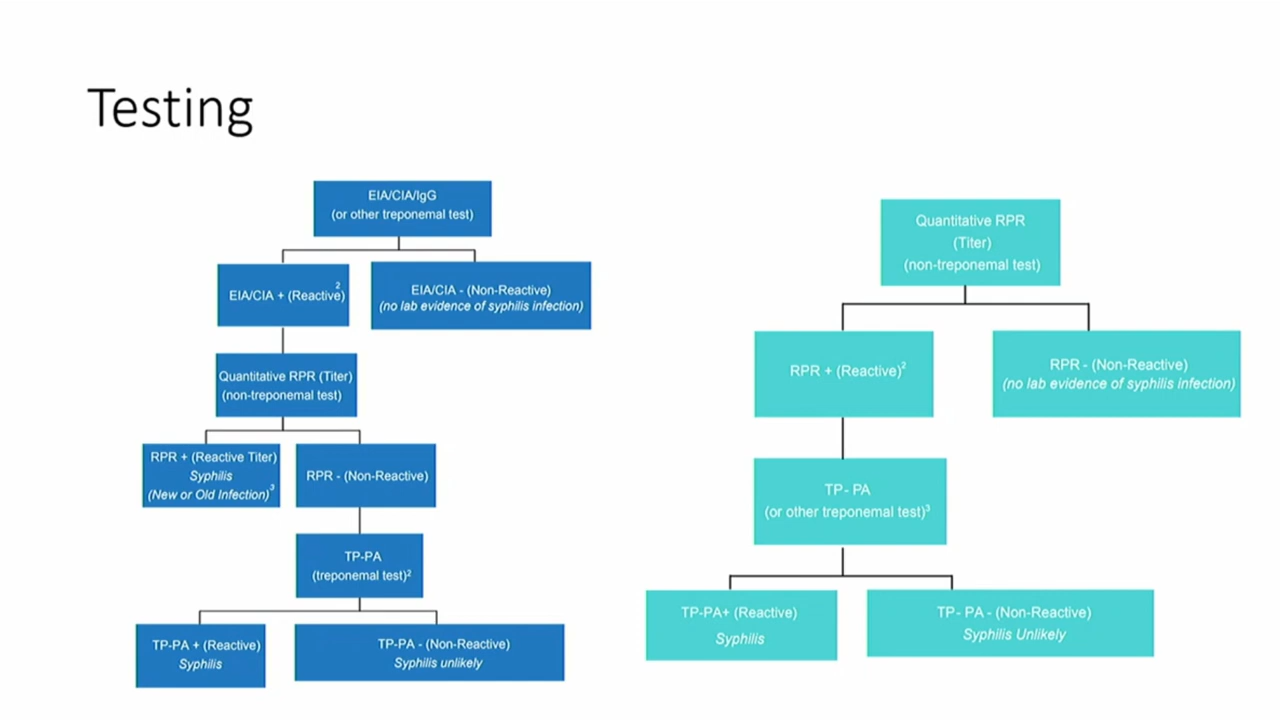 Testing
EIA/CIA/IgG
(or other treponemal test)
EIA/CIA + (Reactive)2
EIA/CIA - (Non-Reactive)
(no lab evidence of syphilis infection)
Quantitative RPR (Titer)
(non-treponemal test)
RPR + (Reactive Titer)
Syphilis
(New or Old Infection)3
RPR - (Non-Reactive)
TP-PA
(treponemal test)2
TP-PA + (Reactive)
Syphilis
TP-PA - (Non-Reactive)
Syphilis unlikely
Quantitative RPR
(Titer)
(non-treponemal test)
RPR + (Reactive)2
RPR - (Non-Reactive)
(no lab evidence of syphilis infection)
TP- PA
(or other treponemal test)3
TP-PA+ (Reactive)
Syphilis
TP- PA - (Non-Reactive)
Syphilis Unlikely